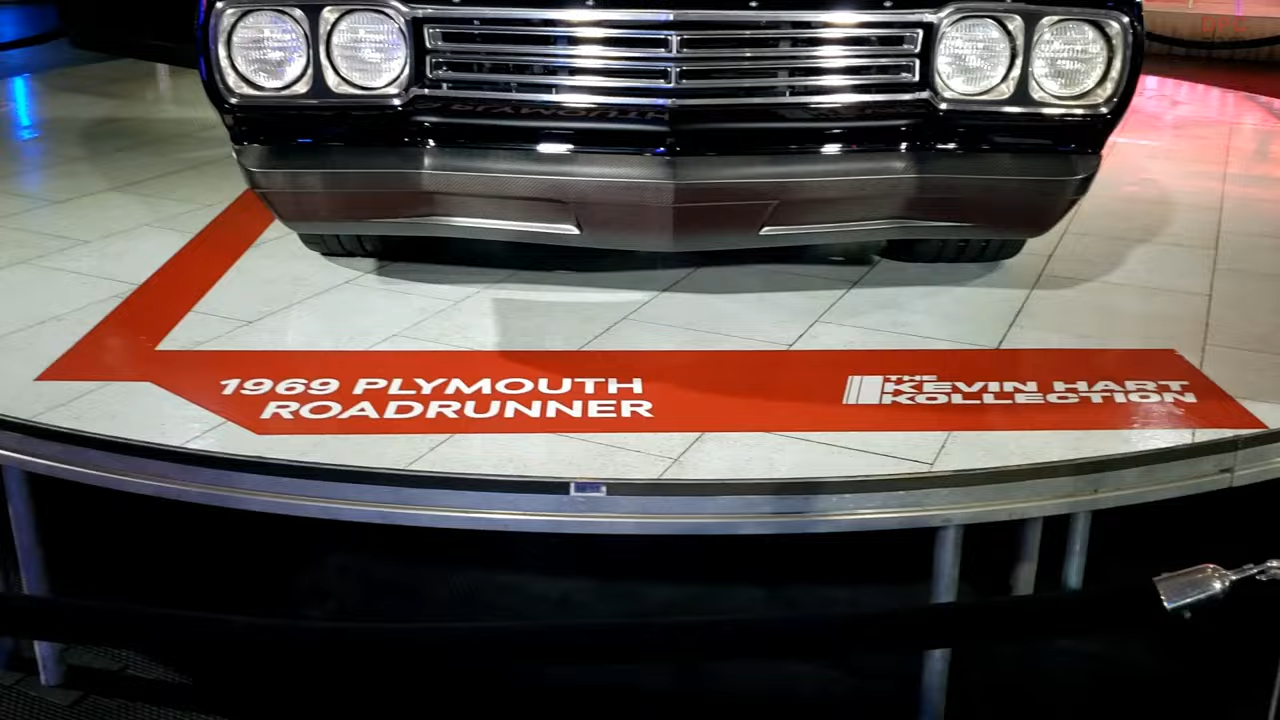 1969 PLYMOUTH
ROADRUNNER
THE
KEVIN HART
KOLLECTION